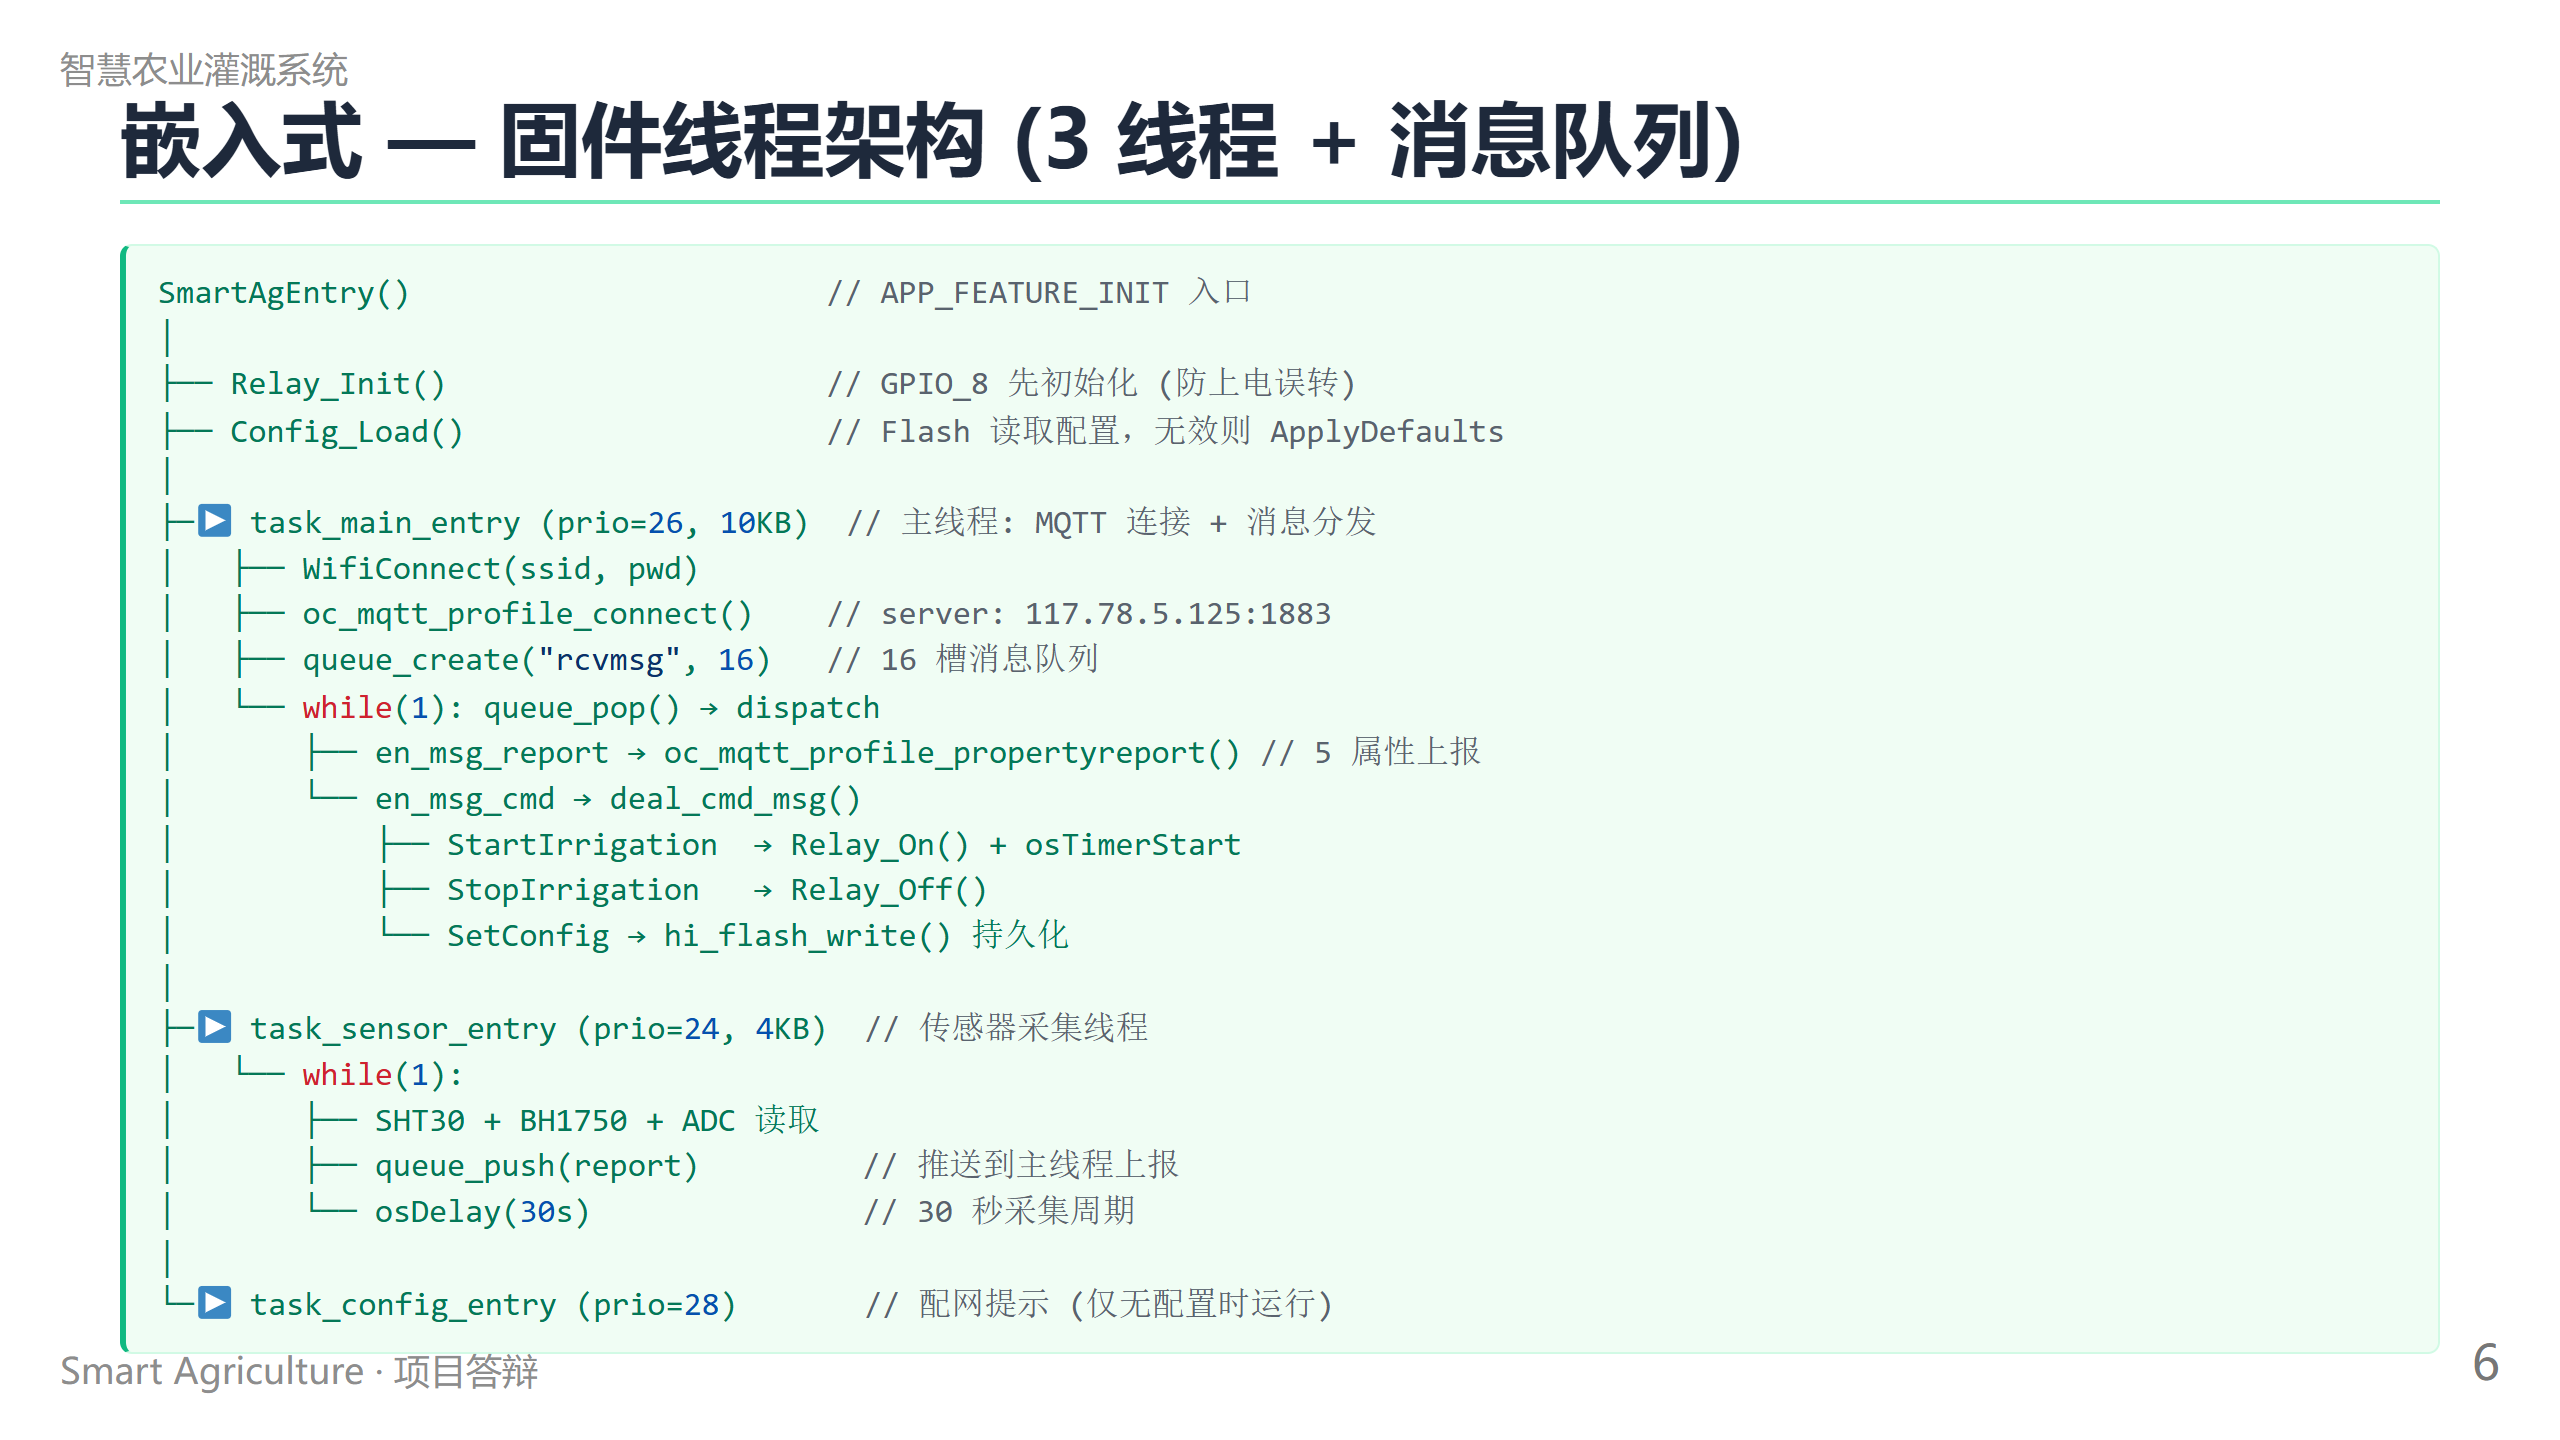 智慧农业灌溉系统
嵌入式 — 固件线程架构 (3 线程 + 消息队列)
SmartAgEntry()                       // APP_FEATURE_INIT 入口
│
├── Relay_Init()                     // GPIO_8 先初始化 (防上电误转)
├── Config_Load()                    // Flash 读取配置，无效则 ApplyDefaults
│
├─▶ task_main_entry (prio=26, 10KB)  // 主线程: MQTT 连接 + 消息分发
│   ├── WifiConnect(ssid, pwd)
│   ├── oc_mqtt_profile_connect()    // server: 117.78.5.125:1883
│   ├── queue_create("rcvmsg", 16)   // 16 槽消息队列
│   └── while(1): queue_pop() → dispatch
│       ├── en_msg_report → oc_mqtt_profile_propertyreport() // 5 属性上报
│       └── en_msg_cmd → deal_cmd_msg()
│           ├── StartIrrigation  → Relay_On() + osTimerStart
│           ├── StopIrrigation   → Relay_Off()
│           └── SetConfig → hi_flash_write() 持久化
│
├─▶ task_sensor_entry (prio=24, 4KB)  // 传感器采集线程
│   └── while(1):
│       ├── SHT30 + BH1750 + ADC 读取
│       ├── queue_push(report)         // 推送到主线程上报
│       └── osDelay(30s)               // 30 秒采集周期
│
└─▶ task_config_entry (prio=28)       // 配网提示 (仅无配置时运行)
Smart Agriculture · 项目答辩
6